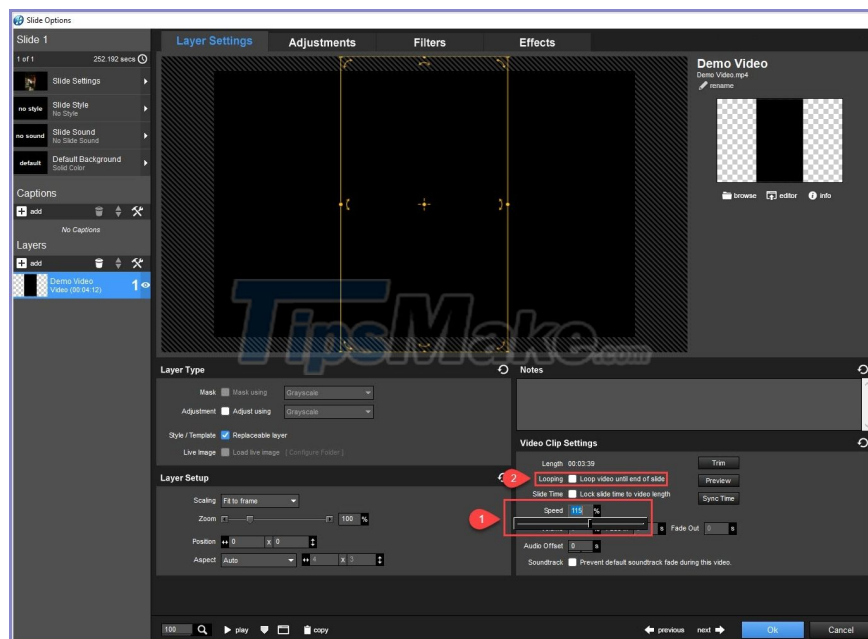 Slide Options
Slide 1
1 of 1 252.192 secs
Slide Settings
no style
Slide Style
No Style
no sound
Slide Sound
No Slide Sound
default
Default Background
Solid Color
Captions
add
No Captions
Layers
add
Demo Video
Video (00:04:12)
1
Layer Settings Adjustments Filters Effects
Demo Video
Demo Video.mp4
rename
browse editor info
TipsMake.com
Layer Type
Mask Mask using Grayscale
Adjustment Adjust using Grayscale
Style / Template Replaceable layer
Live Image Load live image [ Configure Folder ]
Layer Setup
Scaling Fit to frame
Zoom 100 %
Position 0 x 0
Aspect Auto 4 x 3
Notes
Video Clip Settings
Length 00:03:39 Trim
2
Looping Loop video until end of slide Preview
Slide Time Lock slide time to video length Sync Time
1
Speed 115 %
s Fade Out 0 s
Audio Offset 0 s
Soundtrack Prevent default soundtrack fade during this video.
100 play copy previous next Ok Cancel